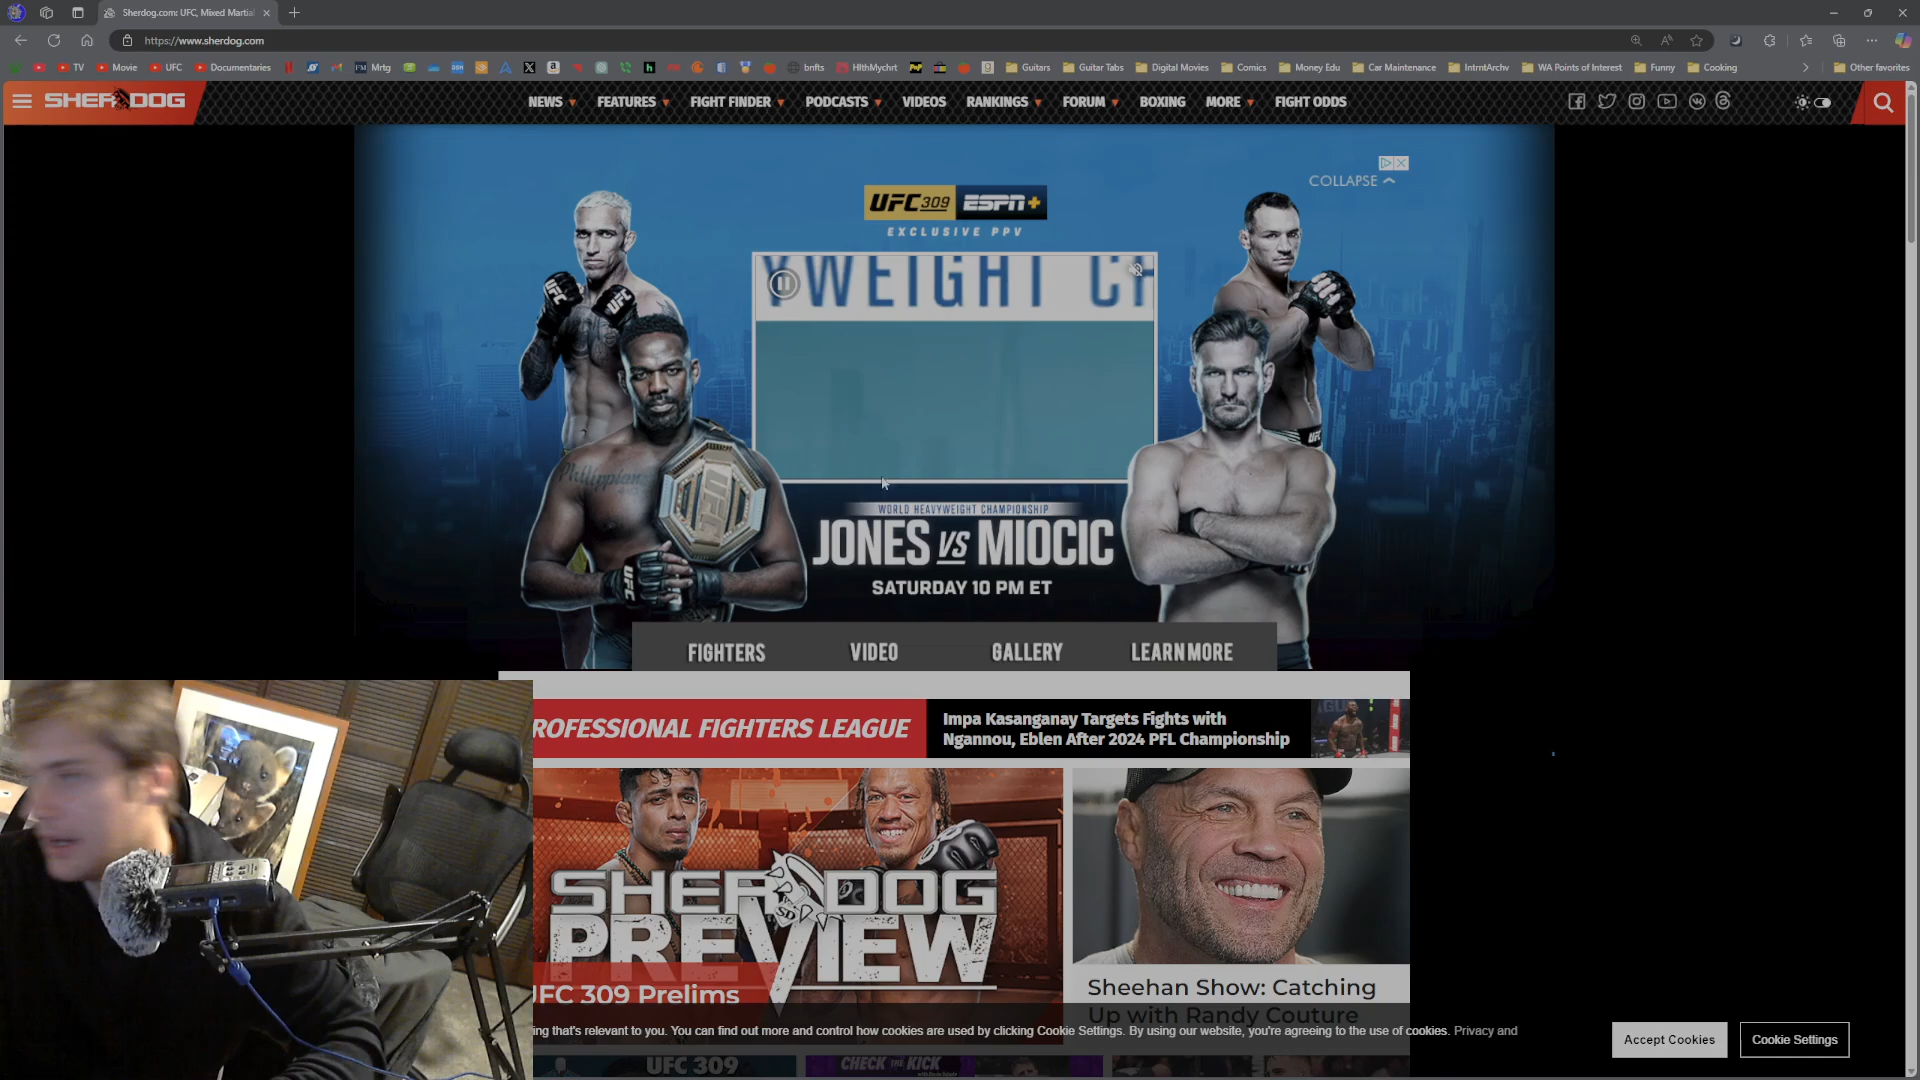 Sherdog.com: UFC, Mixed Martial
https://www.sherdog.com
TV
Movie
UFC
Documentaries
Mrtg
bnfts
HlthMychrt
Guitars
Guitar Tabs
Digital Movies
Comics
Money Edu
Car Maintenance
IntrntArchv
WA Points of Interest
Funny
Cooking
Other favorites
SHERDOG
NEWS
FEATURES
FIGHT FINDER
PODCASTS
VIDEOS
RANKINGS
FORUM
BOXING
MORE
FIGHT ODDS
COLLAPSE
UFC 309 ESPN+
EXCLUSIVE PPV
YWEIGHT CH
WORLD HEAVYWEIGHT CHAMPIONSHIP
JONES VS MIOCIC
SATURDAY 10 PM ET
FIGHTERS
VIDEO
GALLERY
LEARN MORE
ROFESSIONAL FIGHTERS LEAGUE
Impa Kasanganay Targets Fights with
Ngannou, Eblen After 2024 PFL Championship
SHERDOG
PREVIEW
UFC 309 Prelims
Sheehan Show: Catching
Up with Randy Couture
ing that's relevant to you. You can find out more and control how cookies are used by clicking Cookie Settings. By using our website, you're agreeing to the use of cookies. Privacy and
Accept Cookies
Cookie Settings
UFC 309
CHECK THE KICK